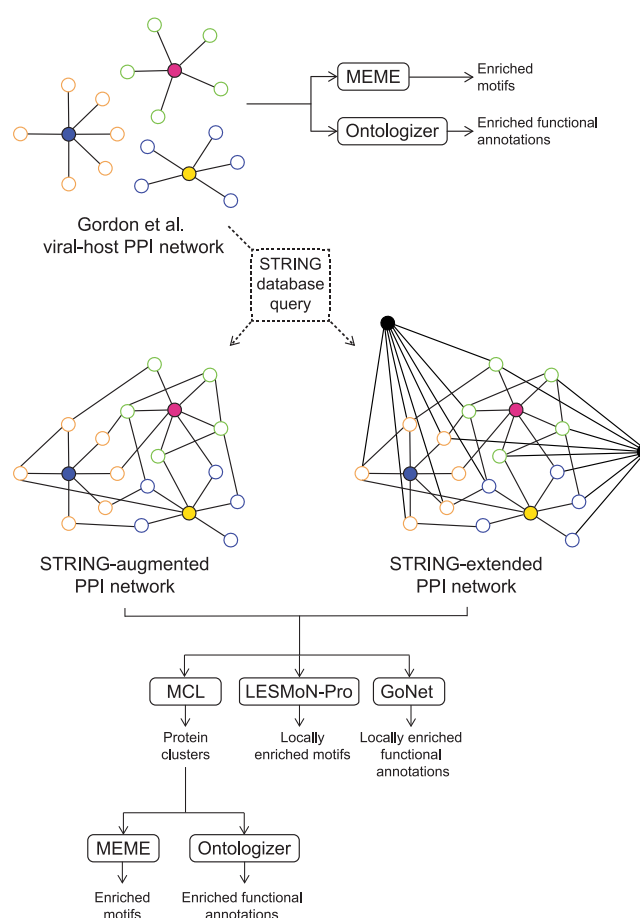 MEME
Enriched
motifs
Ontologizer
Enriched functional
annotations
Gordon et al.
viral-host PPI network
STRING
database
query
STRING-augmented
PPI network
STRING-extended
PPI network
MCL
LESMoN-Pro
GoNet
Protein
clusters
Locally
enriched motifs
Locally enriched
functional
annotations
MEME
Ontologizer
Enriched
motifs
Enriched functional
annotations